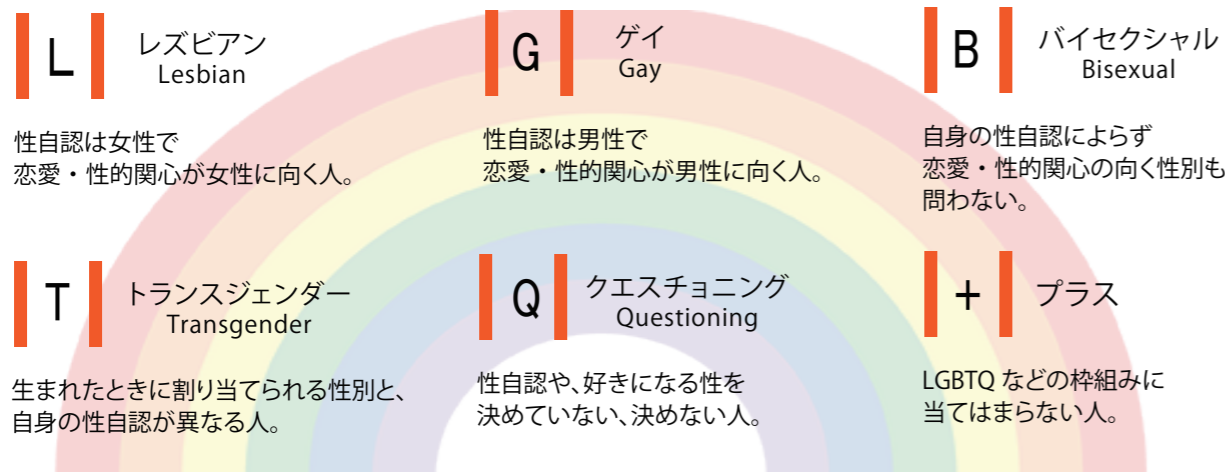 L
レズビアン
Lesbian
性自認は女性で
恋愛・性的関心が女性に向く人。
G
ゲイ
Gay
性自認は男性で
恋愛・性的関心が男性に向く人。
B
バイセクシャル
Bisexual
自身の性自認によらず
恋愛・性的関心の向く性別も
問わない。
T
トランスジェンダー
Transgender
生まれたときに割り当てられる性別と、
自身の性自認が異なる人。
Q
クエスチョニング
Questioning
性自認や、好きになる性を
決めていない、決めない人。
+
プラス
LGBTQ などの枠組みに
当てはまらない人。